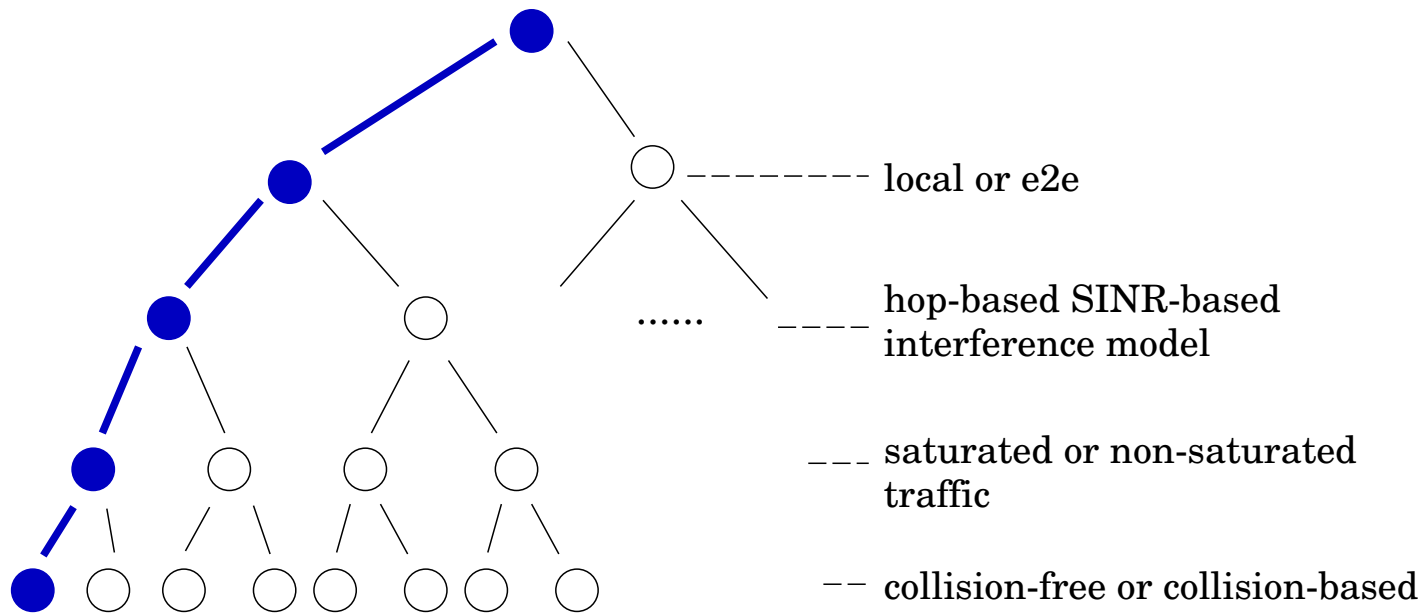 local or e2e
......
hop-based SINR-based
interference model
saturated or non-saturated
traffic
collision-free or collision-based